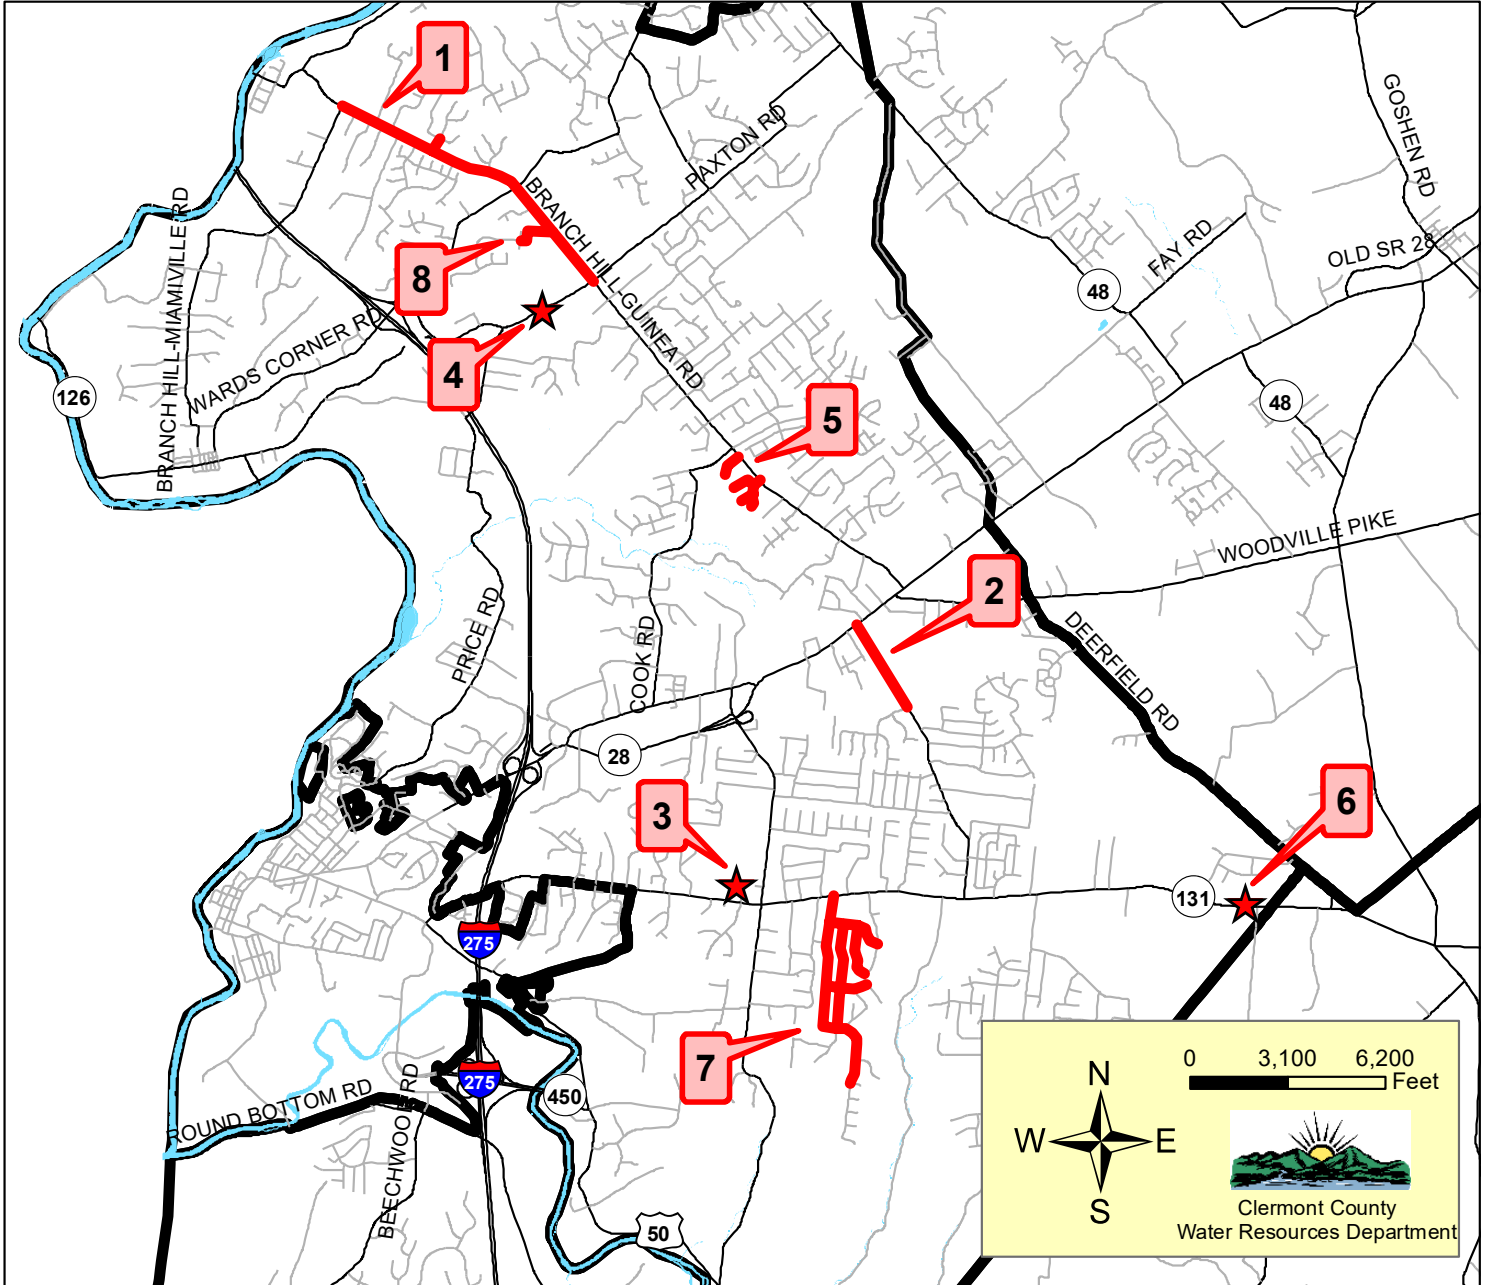 1
GOSHEN RD
PAXTON RD
BRANCH HILL-MIAMIVILLE RD
BRANCH HILL-GUINEA RD
FAY RD
OLD SR 28
8
48
4
WARDS CORNER RD
126
48
5
WOODVILLE PIKE
2
PRICE RD
COOK RD
DEERFIELD RD
28
3
6
131
275
7
275
450
ROUND BOTTOM RD
BEECHWOOD RD
50
0 3,100 6,200
Feet
N
W E
S
Clermont County
Water Resources Department